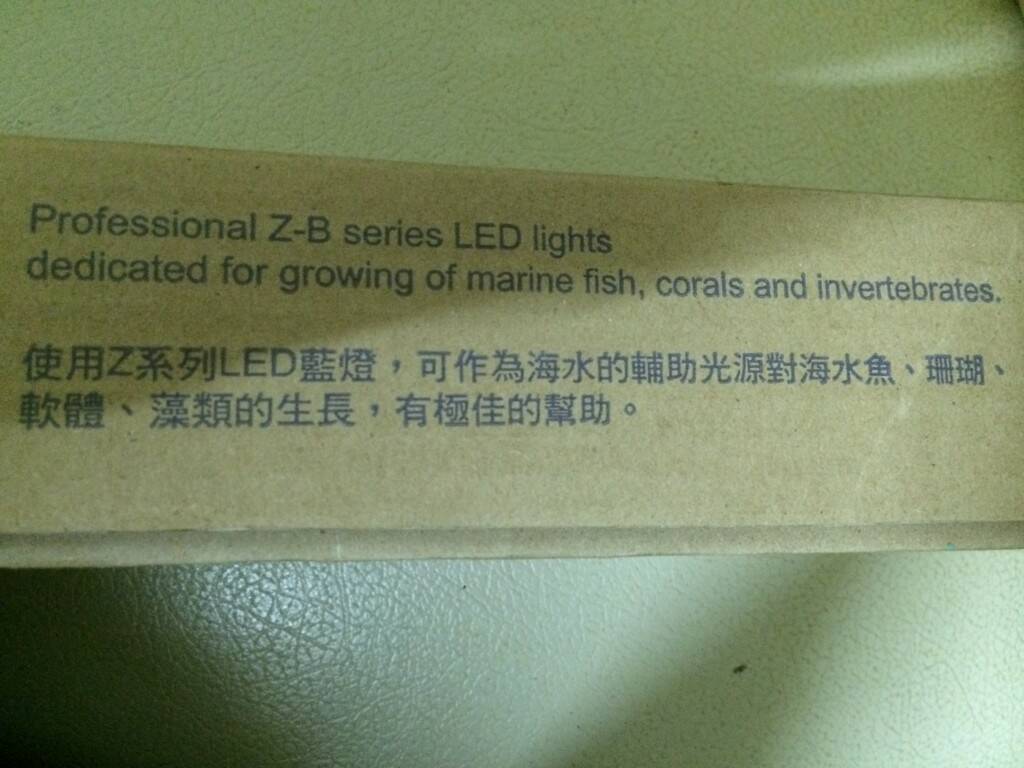 Professional Z-B series LED lights
dedicated for growing of marine fish, corals and invertebrates.
使用Z系列LED藍燈，可作為海水的輔助光源對海水魚、珊瑚、
軟體、藻類的生長，有極佳的幫助。